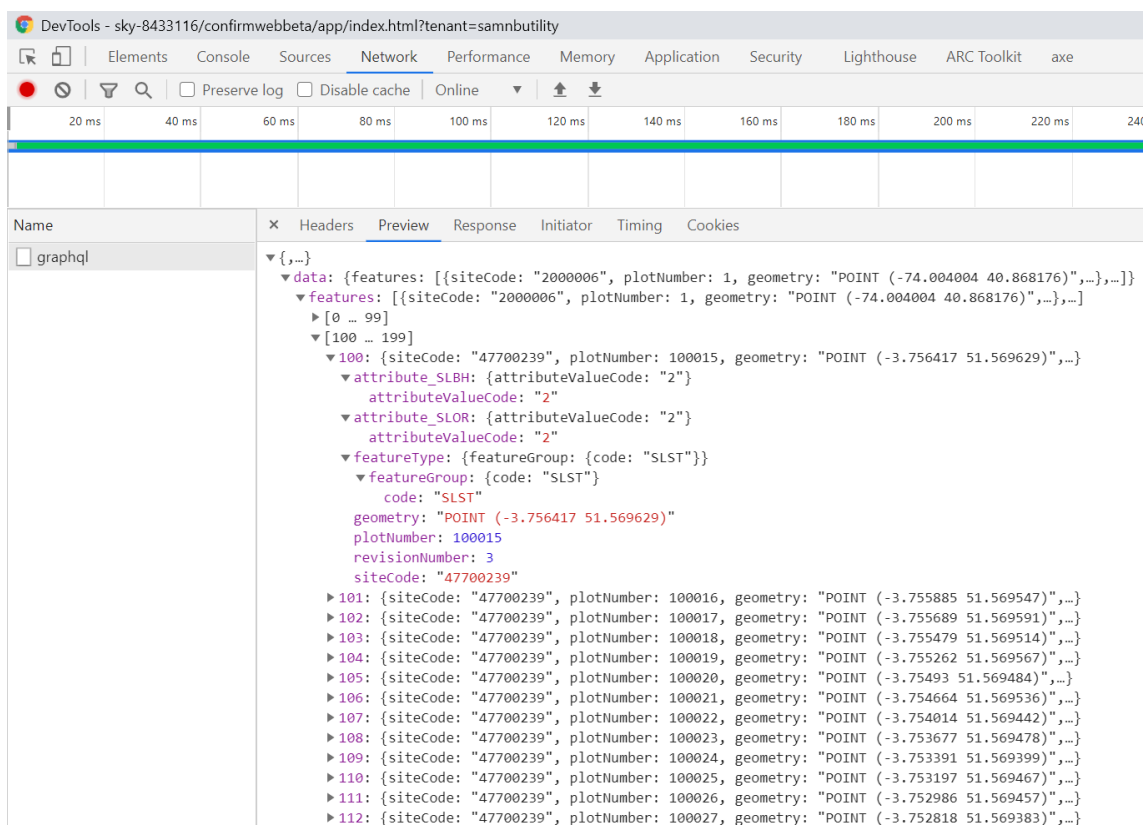 DevTools - sky-8433116/confirmwebbeta/app/index.html?tenant=samnbutility
Elements Console Sources Network Performance Memory Application Security Lighthouse ARC Toolkit axe
Preserve log Disable cache Online
20 ms 40 ms 60 ms 80 ms 100 ms 120 ms 140 ms 160 ms 180 ms 200 ms 220 ms 240
Name × Headers Preview Response Initiator Timing Cookies
graphql
▼{,…}
▼data: {features: [{siteCode: "2000006", plotNumber: 1, geometry: "POINT (-74.004004 40.868176)",…},…]}
▼features: [{siteCode: "2000006", plotNumber: 1, geometry: "POINT (-74.004004 40.868176)",…},…]
▶[0 … 99]
▼[100 … 199]
▼100: {siteCode: "47700239", plotNumber: 100015, geometry: "POINT (-3.756417 51.569629)",…}
▼attribute_SLBH: {attributeValueCode: "2"}
attributeValueCode: "2"
▼attribute_SLOR: {attributeValueCode: "2"}
attributeValueCode: "2"
▼featureType: {featureGroup: {code: "SLST"}}
▼featureGroup: {code: "SLST"}
code: "SLST"
geometry: "POINT (-3.756417 51.569629)"
plotNumber: 100015
revisionNumber: 3
siteCode: "47700239"
▶101: {siteCode: "47700239", plotNumber: 100016, geometry: "POINT (-3.755885 51.569547)",…}
▶102: {siteCode: "47700239", plotNumber: 100017, geometry: "POINT (-3.755689 51.569591)",…}
▶103: {siteCode: "47700239", plotNumber: 100018, geometry: "POINT (-3.755479 51.569514)",…}
▶104: {siteCode: "47700239", plotNumber: 100019, geometry: "POINT (-3.755262 51.569567)",…}
▶105: {siteCode: "47700239", plotNumber: 100020, geometry: "POINT (-3.75493 51.569484)",…}
▶106: {siteCode: "47700239", plotNumber: 100021, geometry: "POINT (-3.754664 51.569536)",…}
▶107: {siteCode: "47700239", plotNumber: 100022, geometry: "POINT (-3.754014 51.569442)",…}
▶108: {siteCode: "47700239", plotNumber: 100023, geometry: "POINT (-3.753677 51.569478)",…}
▶109: {siteCode: "47700239", plotNumber: 100024, geometry: "POINT (-3.753391 51.569399)",…}
▶110: {siteCode: "47700239", plotNumber: 100025, geometry: "POINT (-3.753197 51.569467)",…}
▶111: {siteCode: "47700239", plotNumber: 100026, geometry: "POINT (-3.752986 51.569457)",…}
▶112: {siteCode: "47700239", plotNumber: 100027, geometry: "POINT (-3.752818 51.569383)",…}